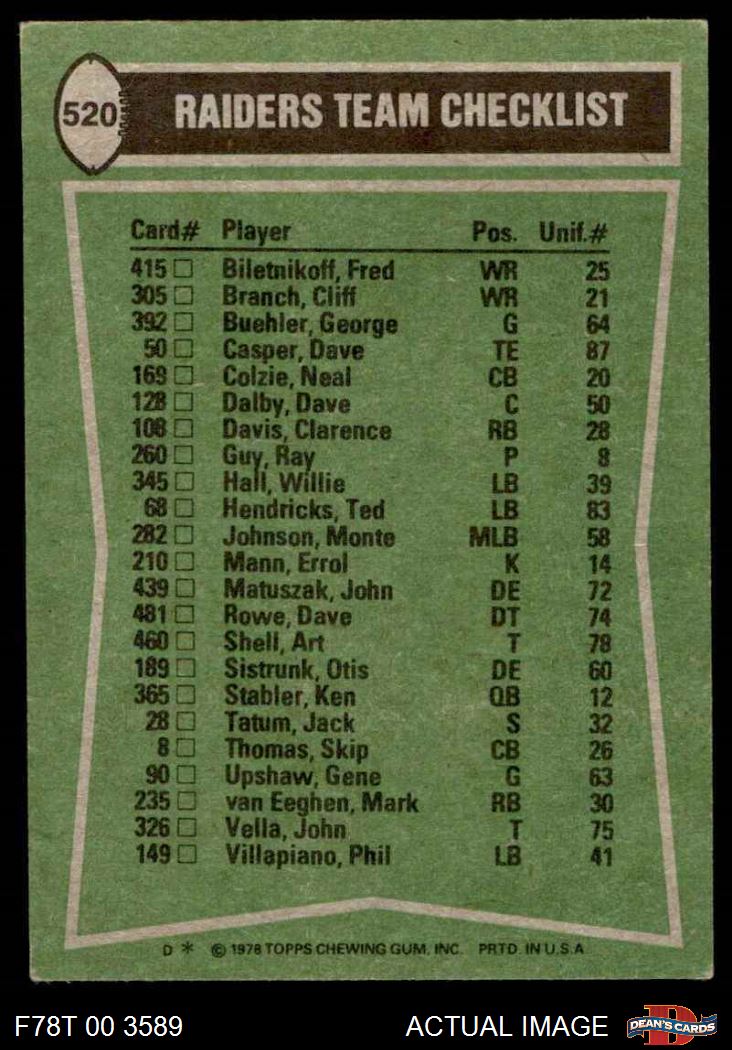 520 RAIDERS TEAM CHECKLIST
Card# Player Pos. Unif.#
415 Biletnikoff, Fred WR 25
305 Branch, Cliff WR 21
392 Buehler, George G 64
50 Casper, Dave TE 87
169 Colzie, Neal CB 20
128 Dalby, Dave C 50
108 Davis, Clarence RB 28
260 Guy, Ray P 8
345 Hall, Willie LB 39
68 Hendricks, Ted LB 83
282 Johnson, Monte MLB 58
210 Mann, Errol K 14
439 Matuszak, John DE 72
481 Rowe, Dave DT 74
460 Shell, Art T 78
189 Sistrunk, Otis DE 60
365 Stabler, Ken QB 12
28 Tatum, Jack S 32
8 Thomas, Skip CB 26
90 Upshaw, Gene G 63
235 van Eeghen, Mark RB 30
326 Vella, John T 75
149 Villapiano, Phil LB 41
D * © 1978 TOPPS CHEWING GUM, INC. PRTD. IN U.S.A.
F78T 00 3589 ACTUAL IMAGE DEAN'S CARDS